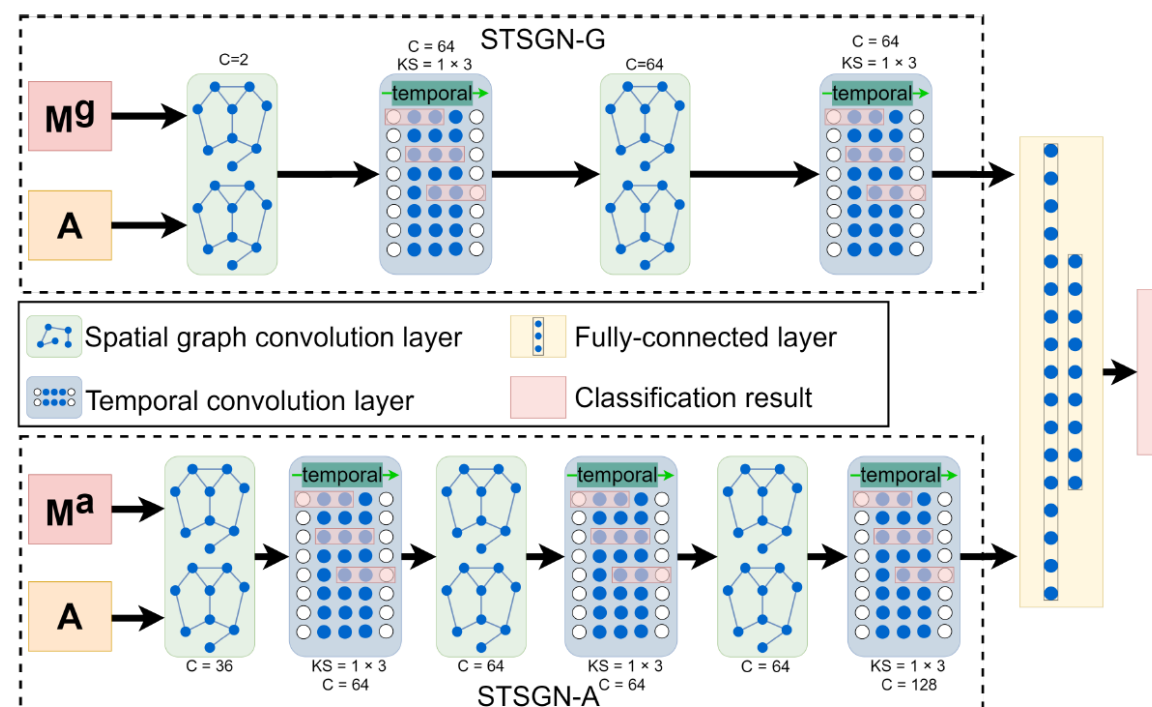 STSGN-G
C=2
C = 64
KS = 1 × 3
C=64
C = 64
KS = 1 × 3
temporal
temporal
Mg
A
Spatial graph convolution layer
Fully-connected layer
Temporal convolution layer
Classification result
temporal
temporal
temporal
Ma
A
C = 36
KS = 1 × 3
C = 64
C = 64
KS = 1 × 3
C = 64
C = 64
KS = 1 × 3
C = 128
STSGN-A